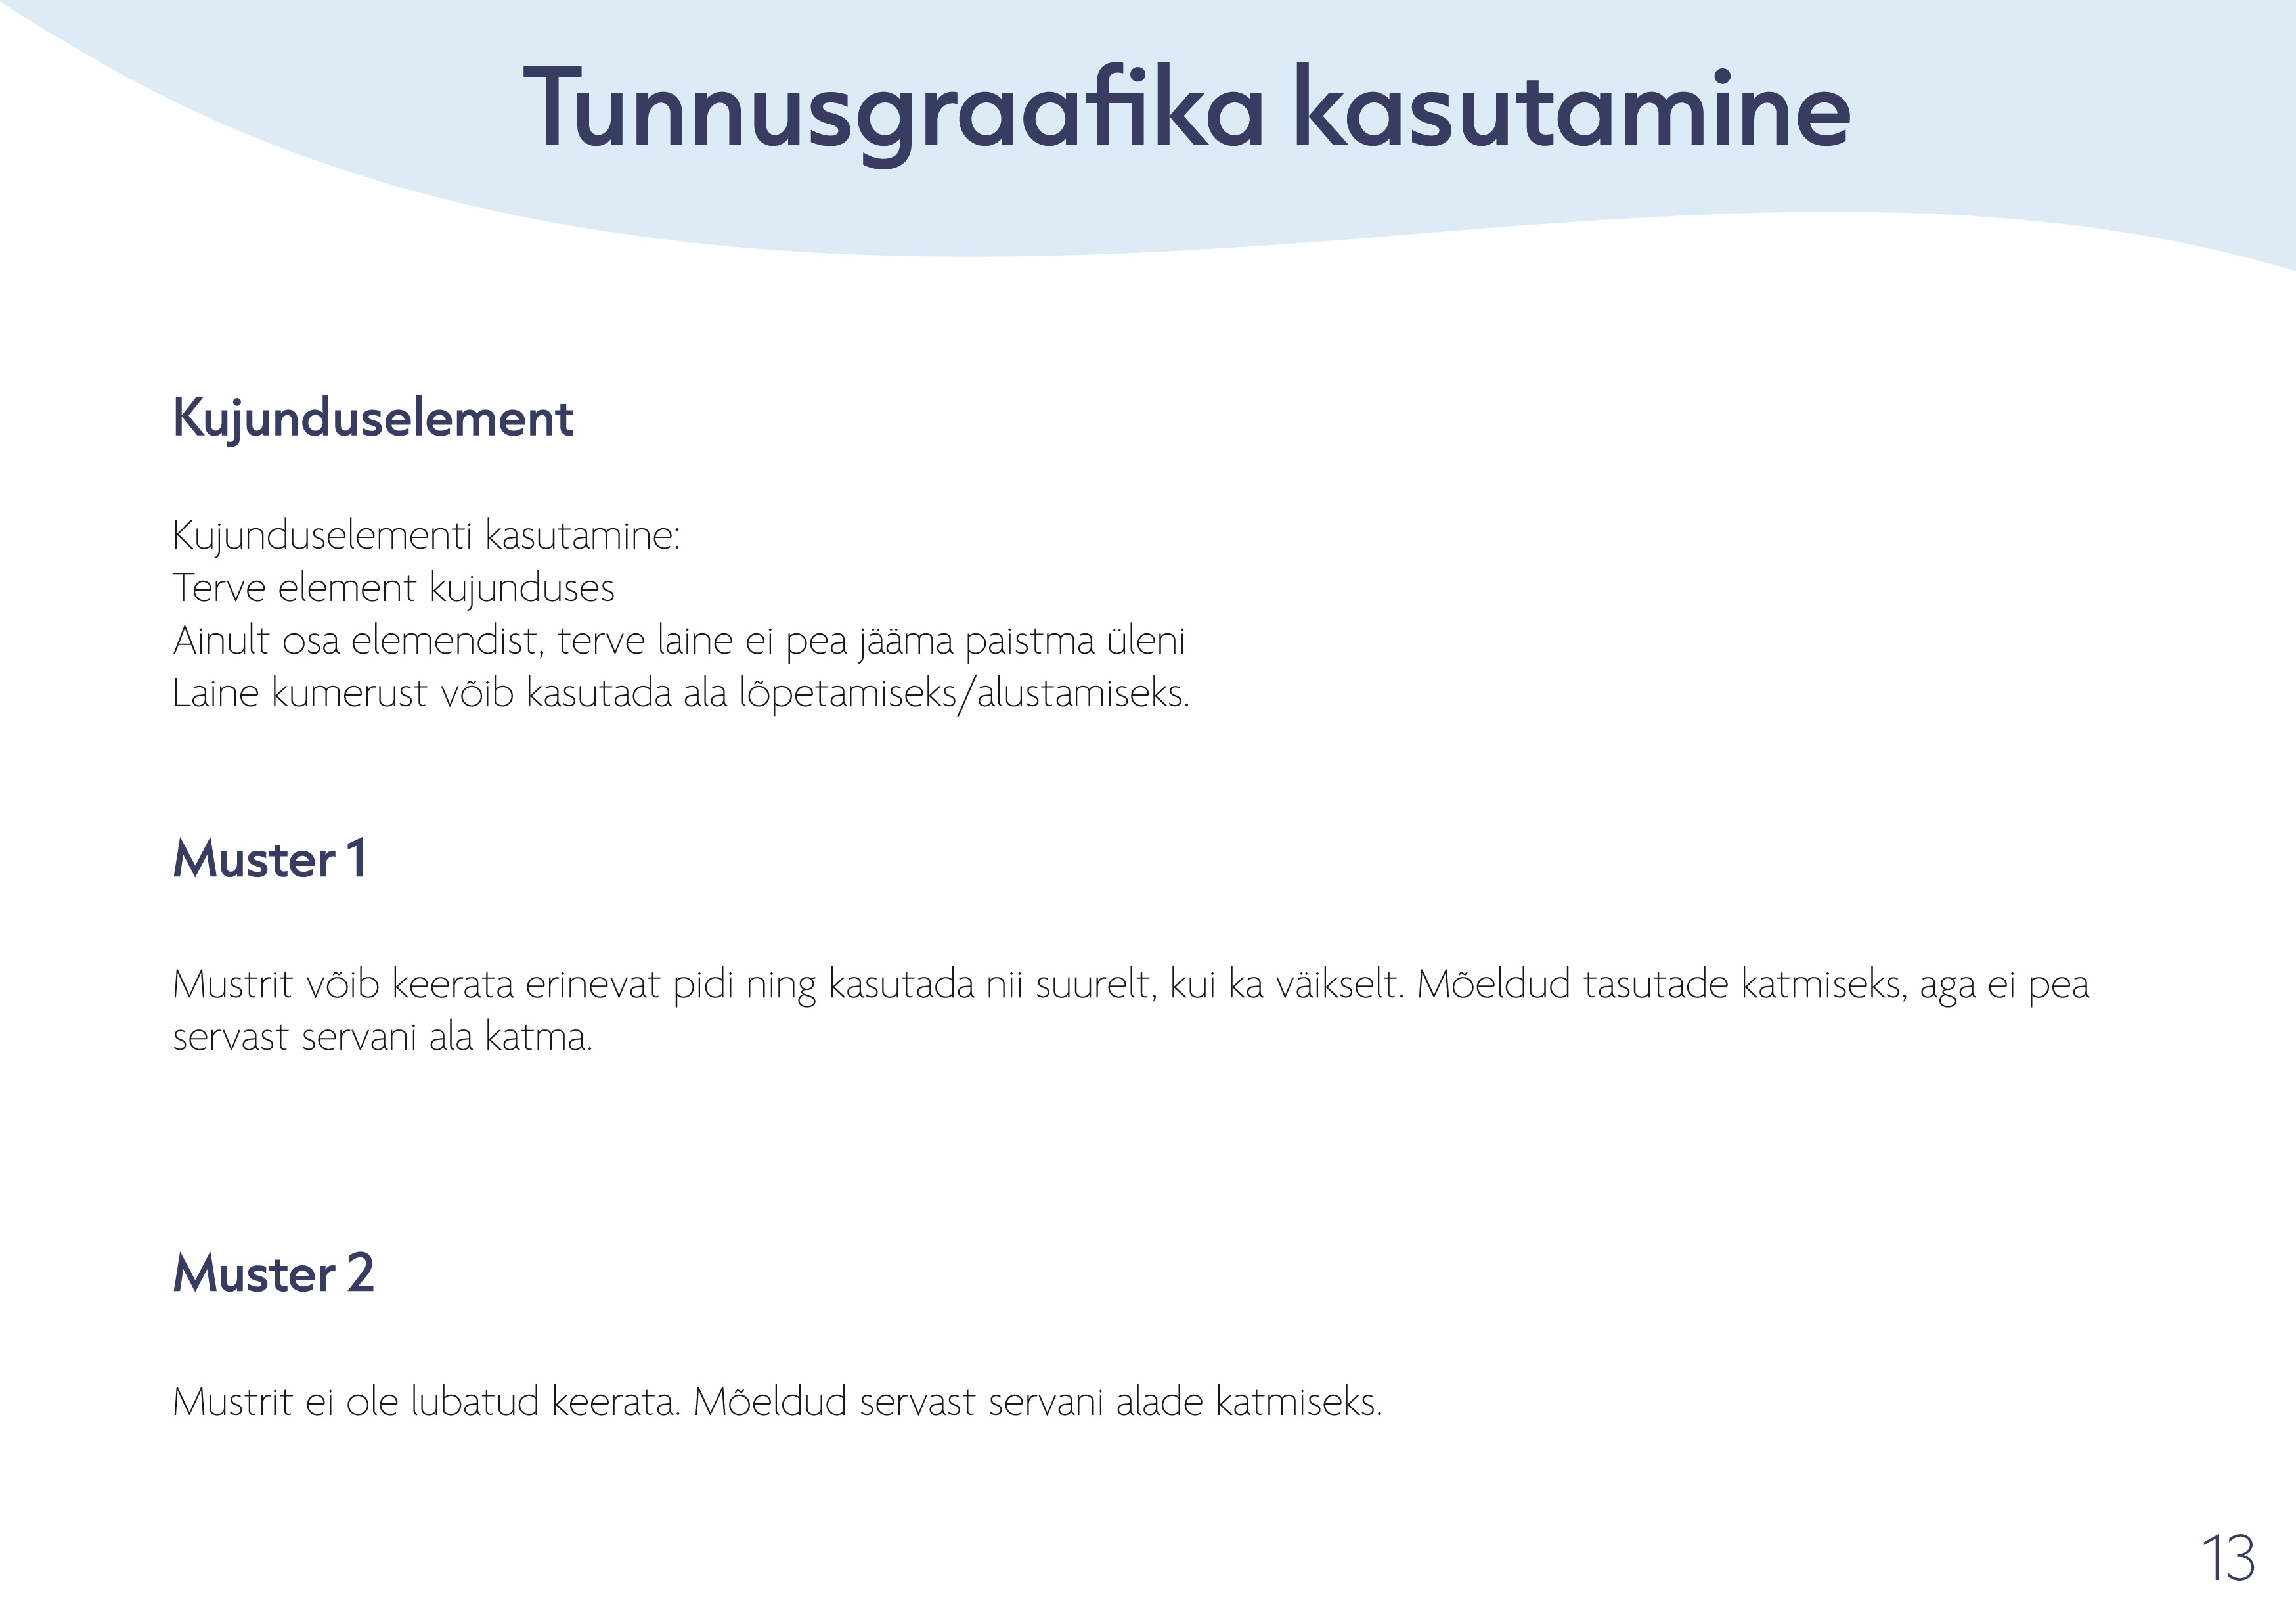 Tunnusgraafika kasutamine
Kujunduselement
Kujunduselementi kasutamine:
Terve element kujunduses
Ainult osa elemendist, terve laine ei pea jääma paistma üleni
Laine kumerust võib kasutada ala lõpetamiseks/alustamiseks.
Muster 1
Mustrit võib keerata erinevat pidi ning kasutada nii suurelt, kui ka väikselt. Mõeldud tasutade katmiseks, aga ei pea
servast servani ala katma.
Muster 2
Mustrit ei ole lubatud keerata. Mõeldud servast servani alade katmiseks.
13